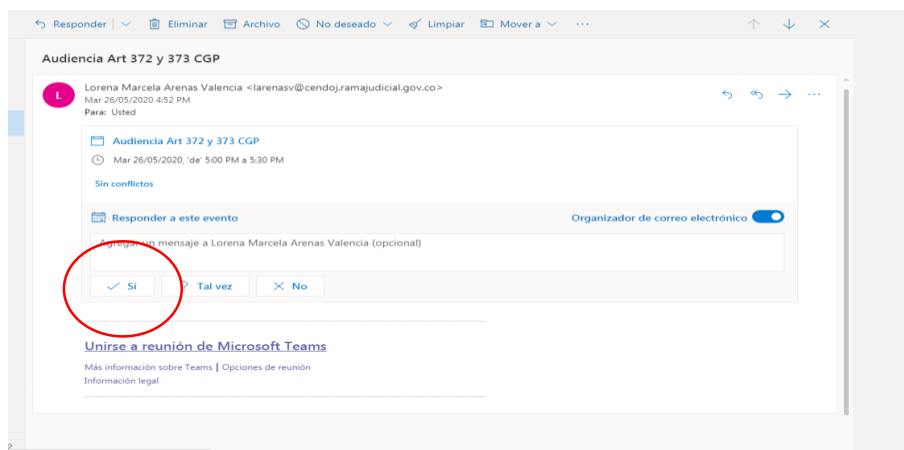 Responder Eliminar Archivo No deseado Limpiar Mover a ...
Audiencia Art 372 y 373 CGP
L
Lorena Marcela Arenas Valencia <larenasv@cendoj.ramajudicial.gov.co>
Mar 26/05/2020 4:52 PM
Para: Usted
Audiencia Art 372 y 373 CGP
Mar 26/05/2020, 'de' 5:00 PM a 5:30 PM
Sin conflictos
Responder a este evento Organizador de correo electrónico
Agregar un mensaje a Lorena Marcela Arenas Valencia (opcional)
Sí ? Tal vez No
Unirse a reunión de Microsoft Teams
Más información sobre Teams | Opciones de reunión
Información legal